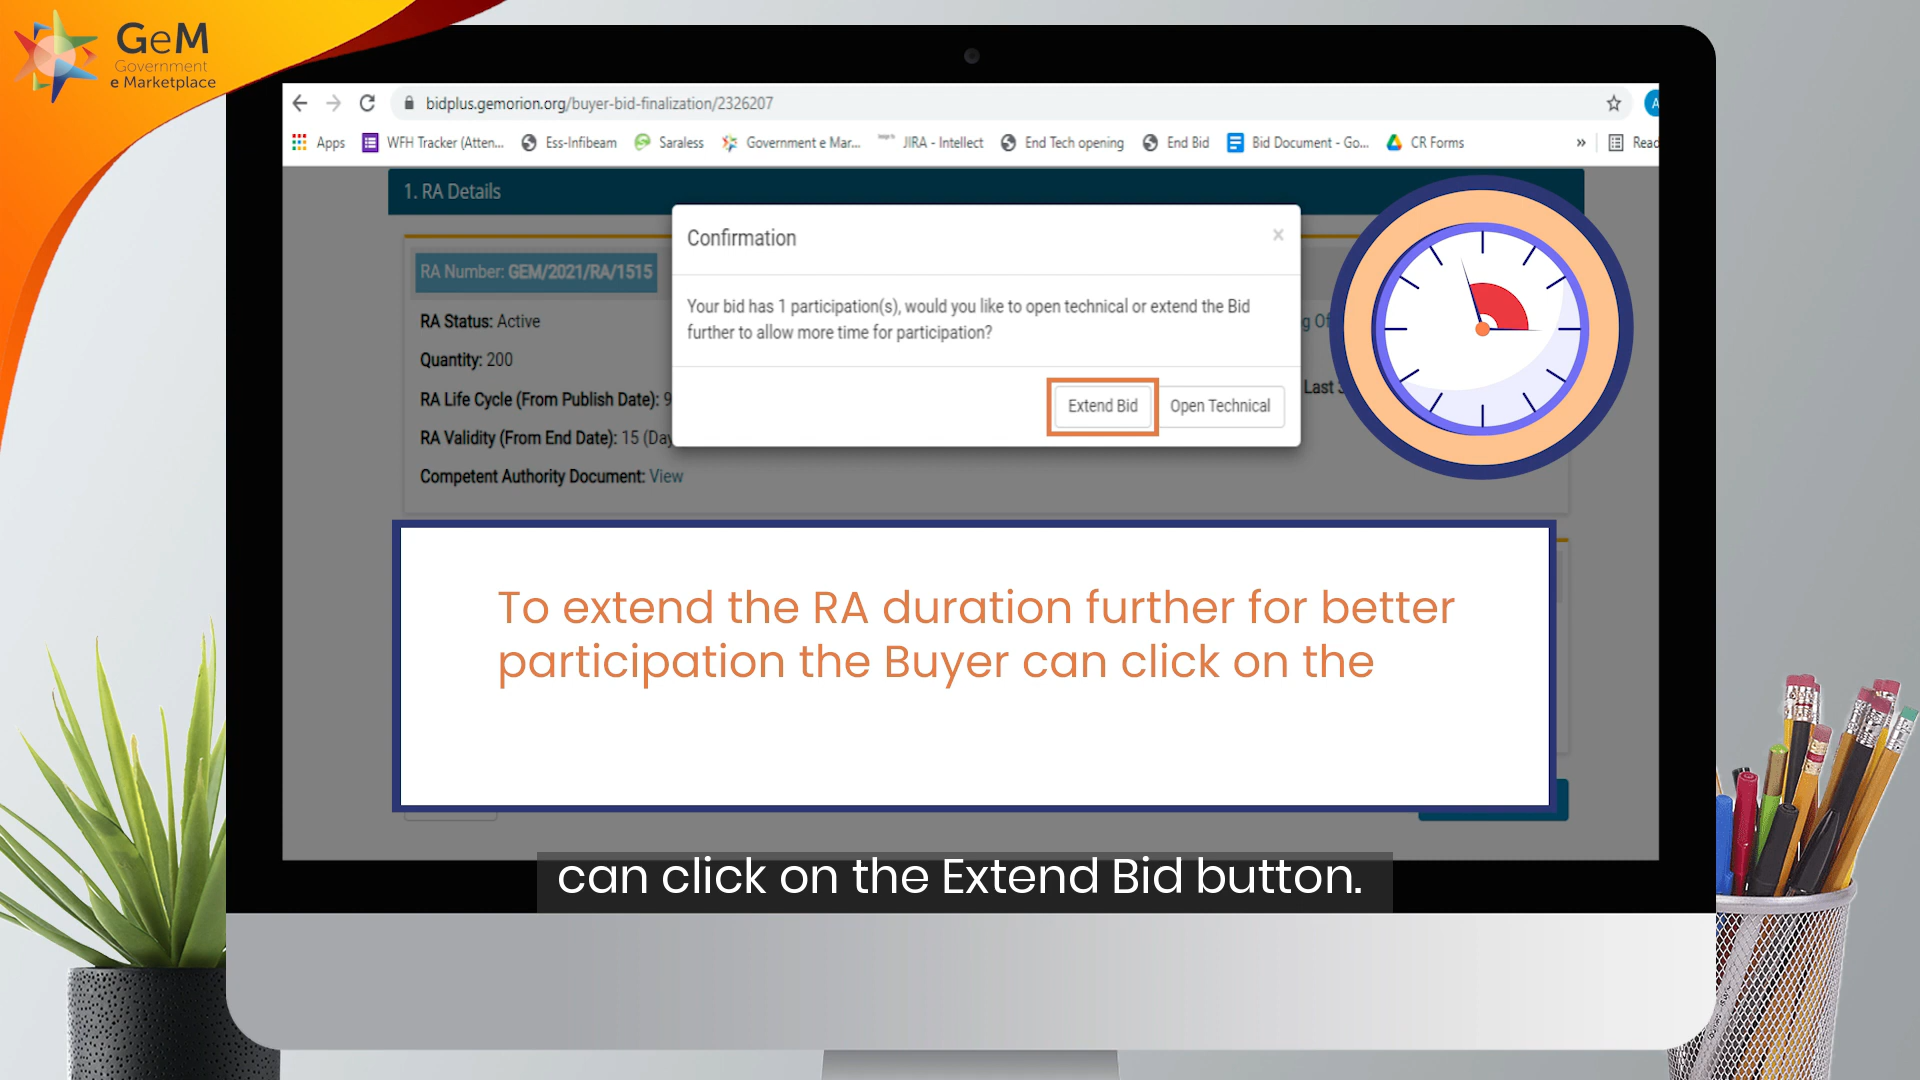 GeM
Government
e Marketplace
bidplus.gemorion.org/buyer-bid-finalization/2326207
Apps
WFH Tracker (Atten...
Ess-Infibeam
Saraless
Government e Mar...
JIRA - Intellect
End Tech opening
End Bid
Bid Document - Go...
CR Forms
»
Read
1. RA Details
Confirmation
×
RA Number: GEM/2021/RA/1515
Your bid has 1 participation(s), would you like to open technical or extend the Bid
further to allow more time for participation?
RA Status: Active
Quantity: 200
RA Life Cycle (From Publish Date): 9
Last
Extend Bid
Open Technical
RA Validity (From End Date): 15 (Day
Competent Authority Document: View
To extend the RA duration further for better
participation the Buyer can click on the
can click on the Extend Bid button.